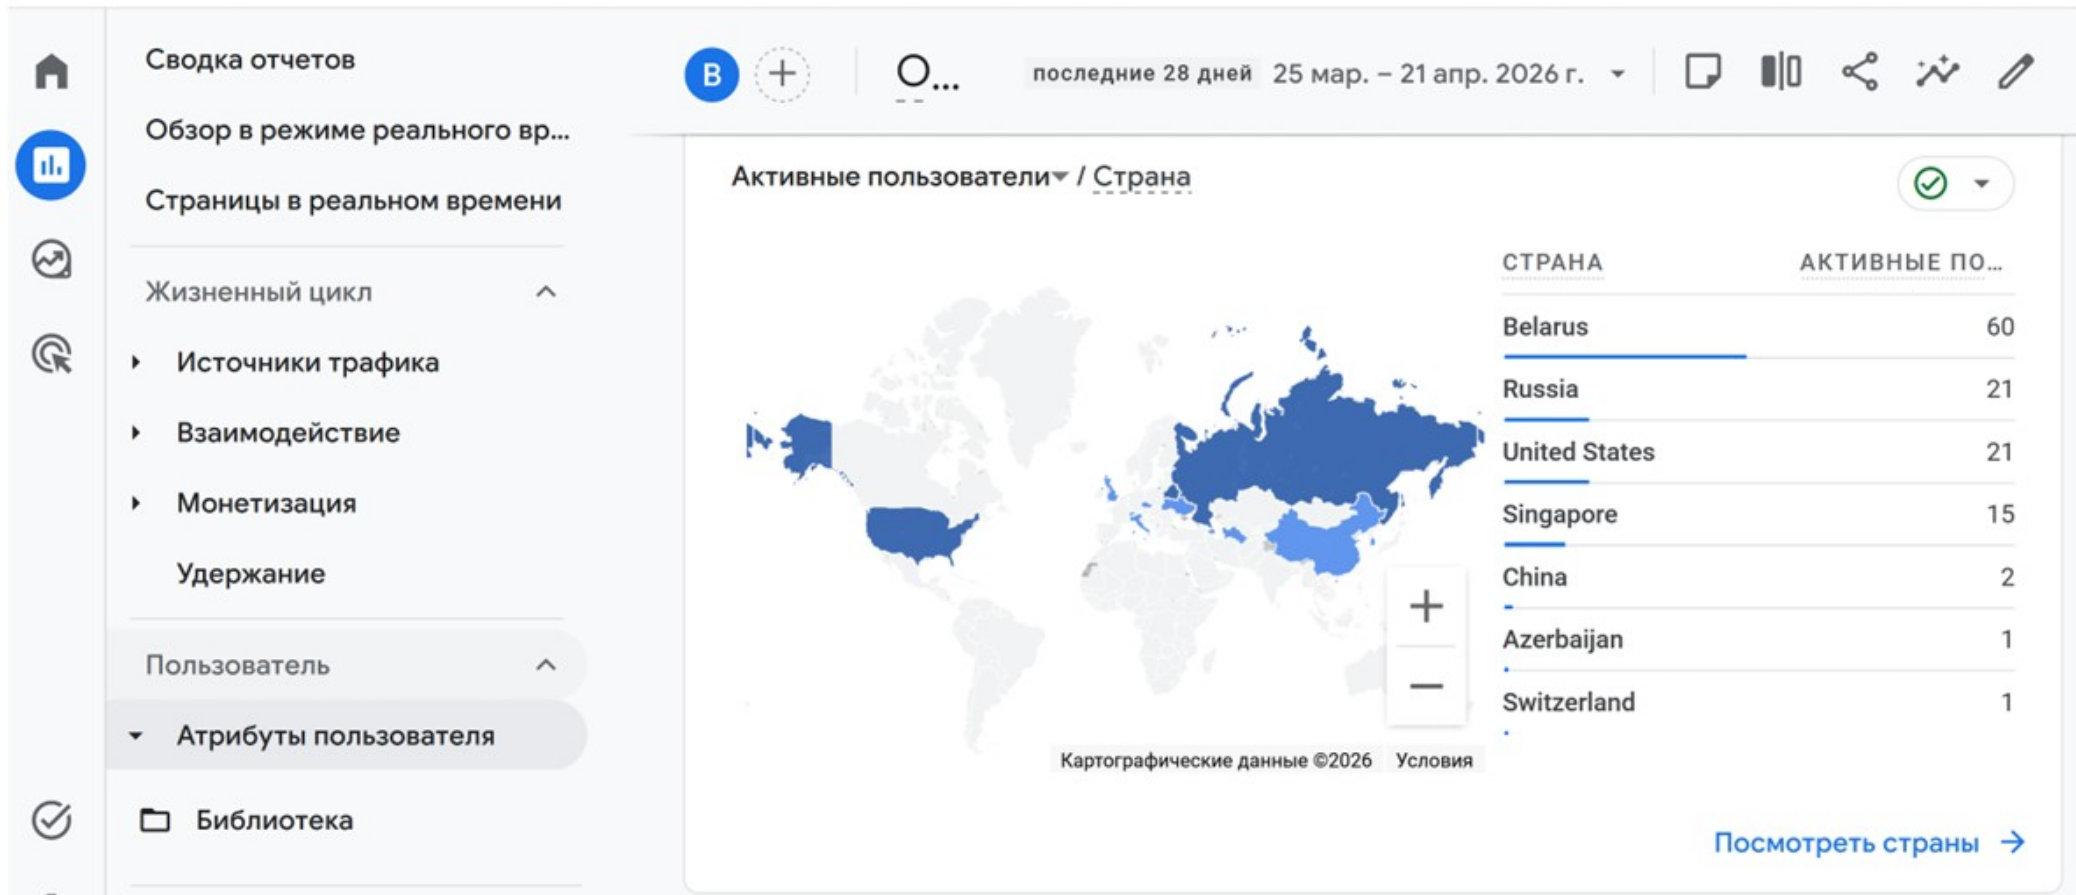 Сводка отчетов
Обзор в режиме реального вр...
Страницы в реальном времени
Жизненный цикл
Источники трафика
Взаимодействие
Монетизация
Удержание
Пользователь
Атрибуты пользователя
Библиотека
B
О...
последние 28 дней 25 мар. – 21 апр. 2026 г.
Активные пользователи / Страна
СТРАНА АКТИВНЫЕ ПО...
Belarus 60
Russia 21
United States 21
Singapore 15
China 2
Azerbaijan 1
Switzerland 1
Картографические данные ©2026 Условия
Посмотреть страны